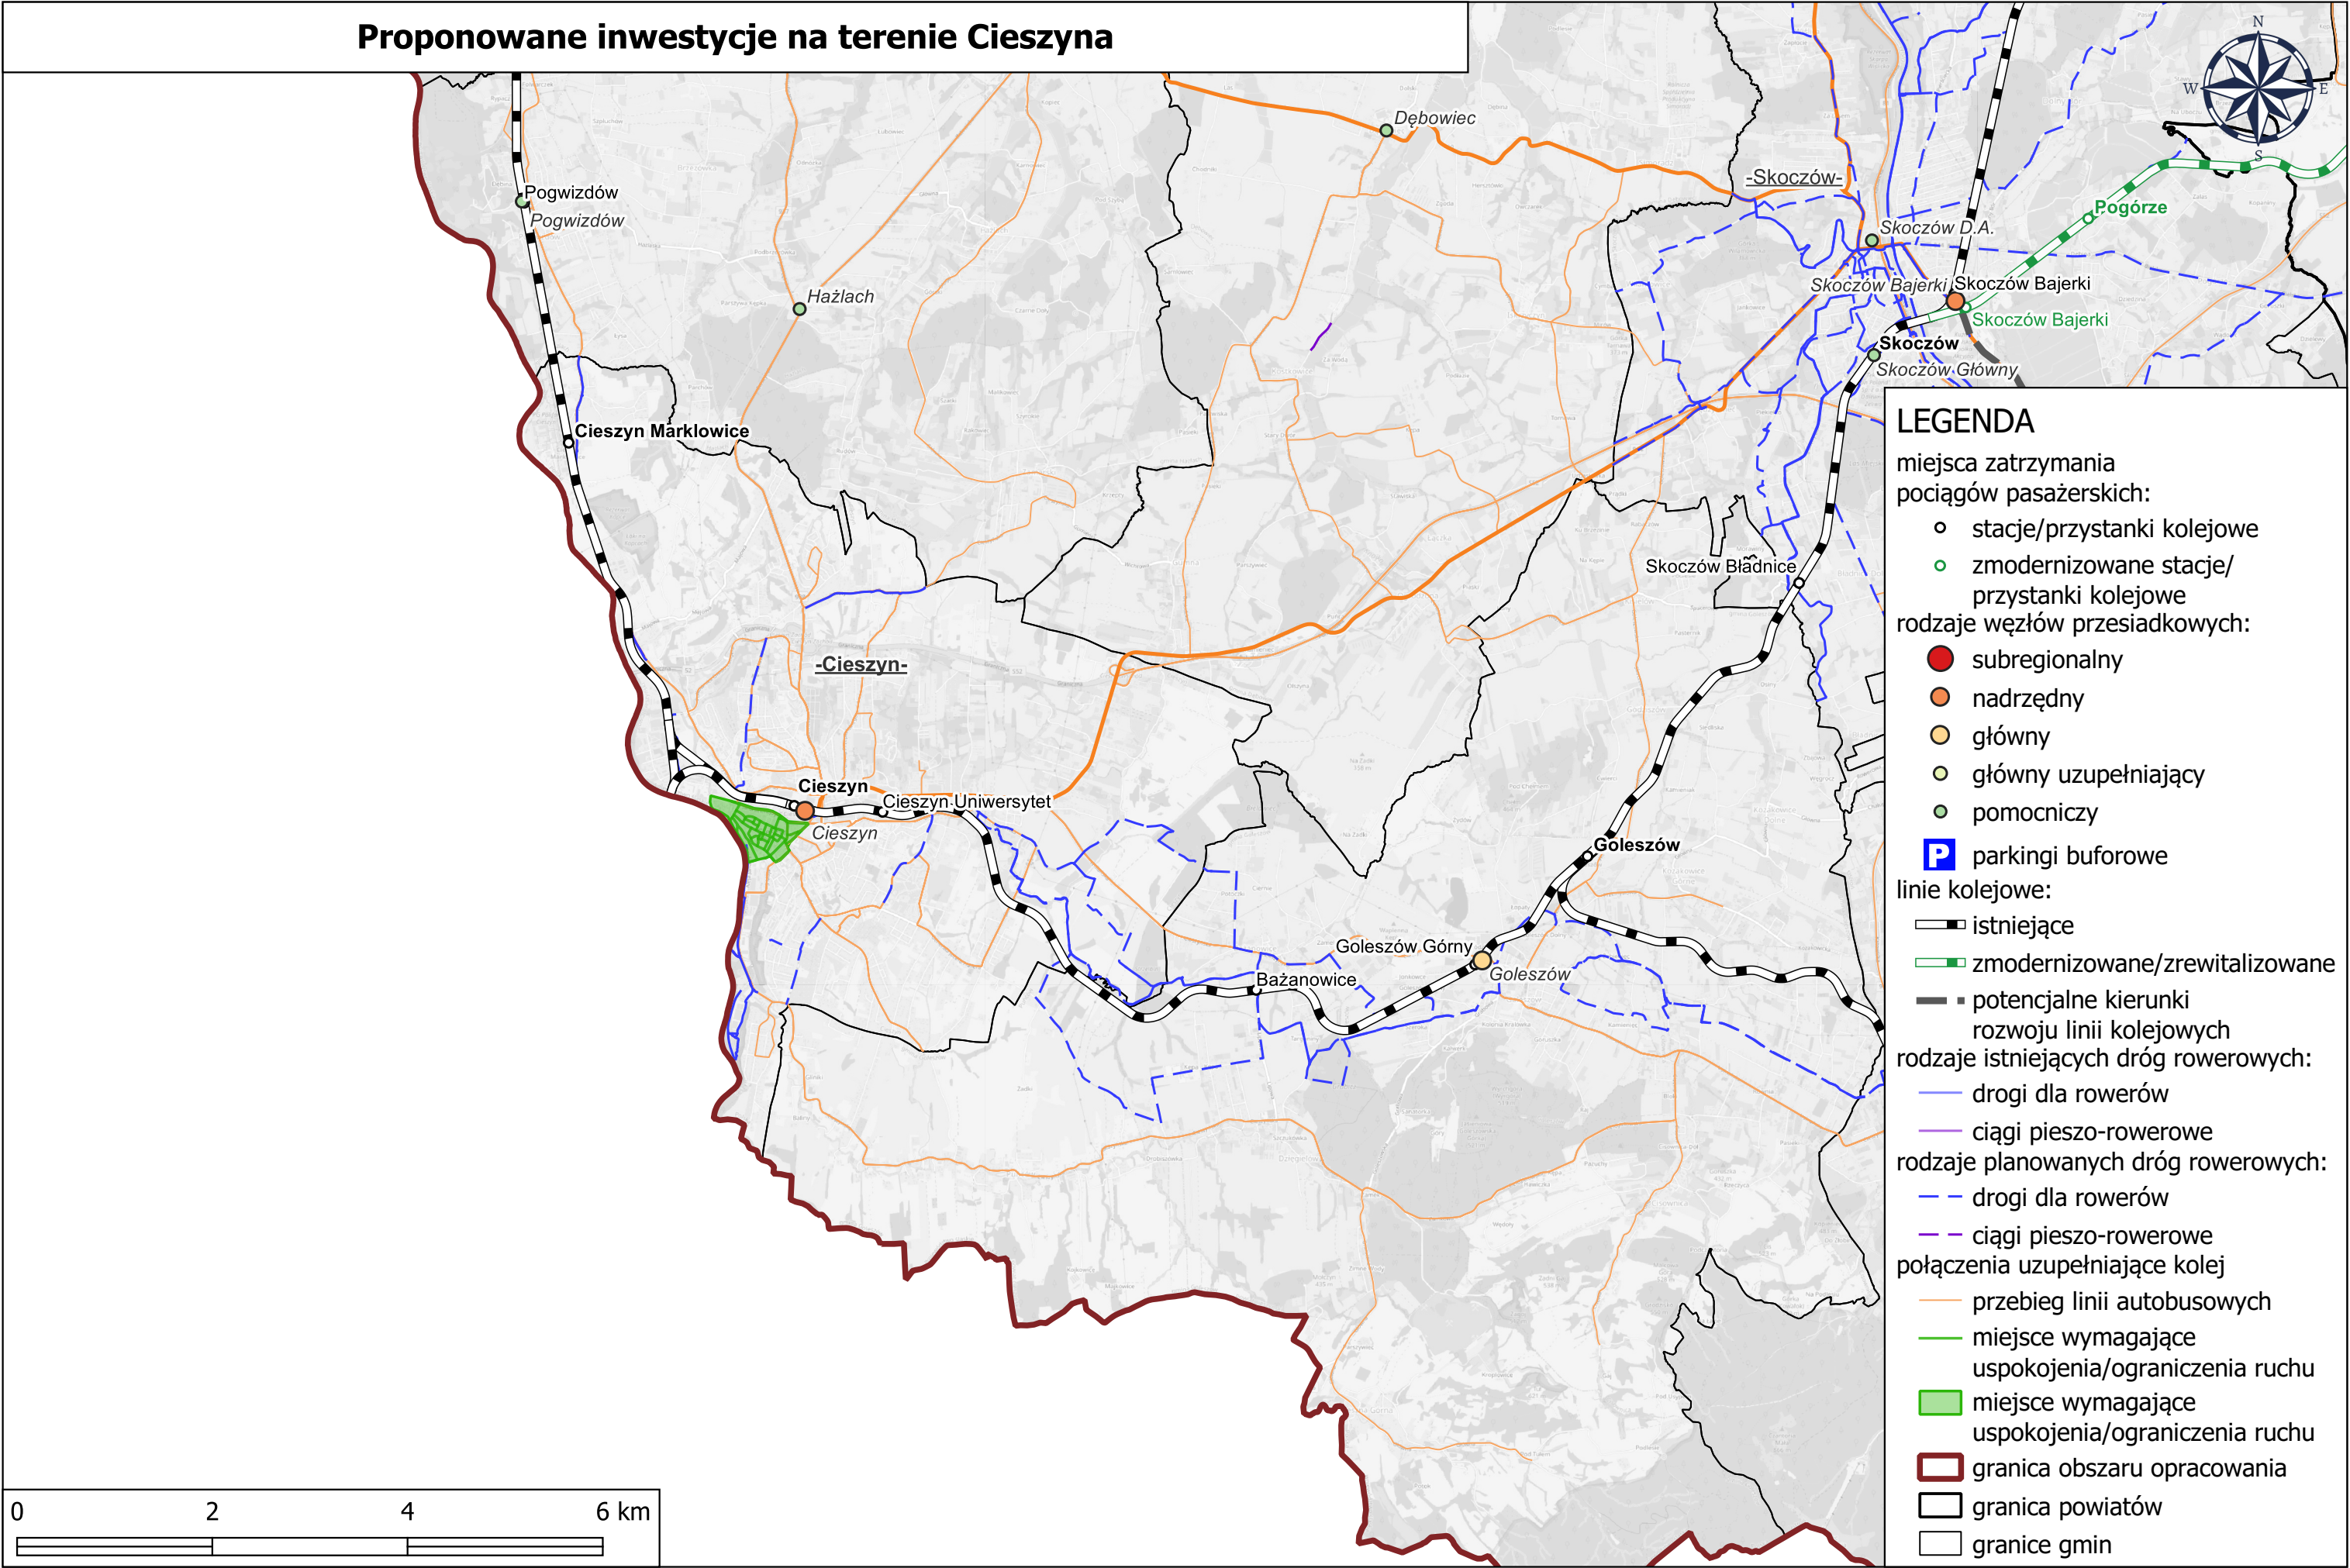 Proponowane inwestycje na terenie Cieszyna
N
W
E
S
Dębowiec
-Skoczów-
Pogwizdów
Pogwizdów
Pogórze
Skoczów D.A.
Hażlach
Skoczów Bajerki
Skoczów Bajerki
Skoczów Bajerki
Skoczów
Skoczów Główny
Cieszyn Marklowice
Skoczów Bładnice
-Cieszyn-
Cieszyn
Cieszyn Uniwersytet
Cieszyn
Goleszów
Goleszów Górny
Goleszów
Bażanowice
LEGENDA
miejsca zatrzymania
pociągów pasażerskich:
stacje/przystanki kolejowe
zmodernizowane stacje/
przystanki kolejowe
rodzaje węzłów przesiadkowych:
subregionalny
nadrzędny
główny
główny uzupełniający
pomocniczy
P parkingi buforowe
linie kolejowe:
istniejące
zmodernizowane/zrewitalizowane
potencjalne kierunki
rozwoju linii kolejowych
rodzaje istniejących dróg rowerowych:
drogi dla rowerów
ciągi pieszo-rowerowe
rodzaje planowanych dróg rowerowych:
drogi dla rowerów
ciągi pieszo-rowerowe
połączenia uzupełniające kolej
przebieg linii autobusowych
miejsce wymagające
uspokojenia/ograniczenia ruchu
miejsce wymagające
uspokojenia/ograniczenia ruchu
granica obszaru opracowania
granica powiatów
granice gmin
0 2 4 6 km